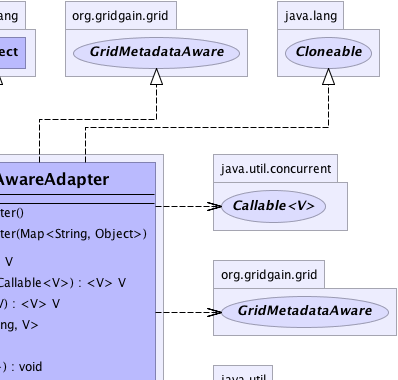 ang
org.gridgain.grid
java.lang
ect
GridMetadataAware
Cloneable
AwareAdapter
ter()
ter(Map<String, Object>)
V
Callable<V>) : <V> V
V) : <V> V
ng, V>
>) : void
java.util.concurrent
Callable<V>
org.gridgain.grid
GridMetadataAware
java.util